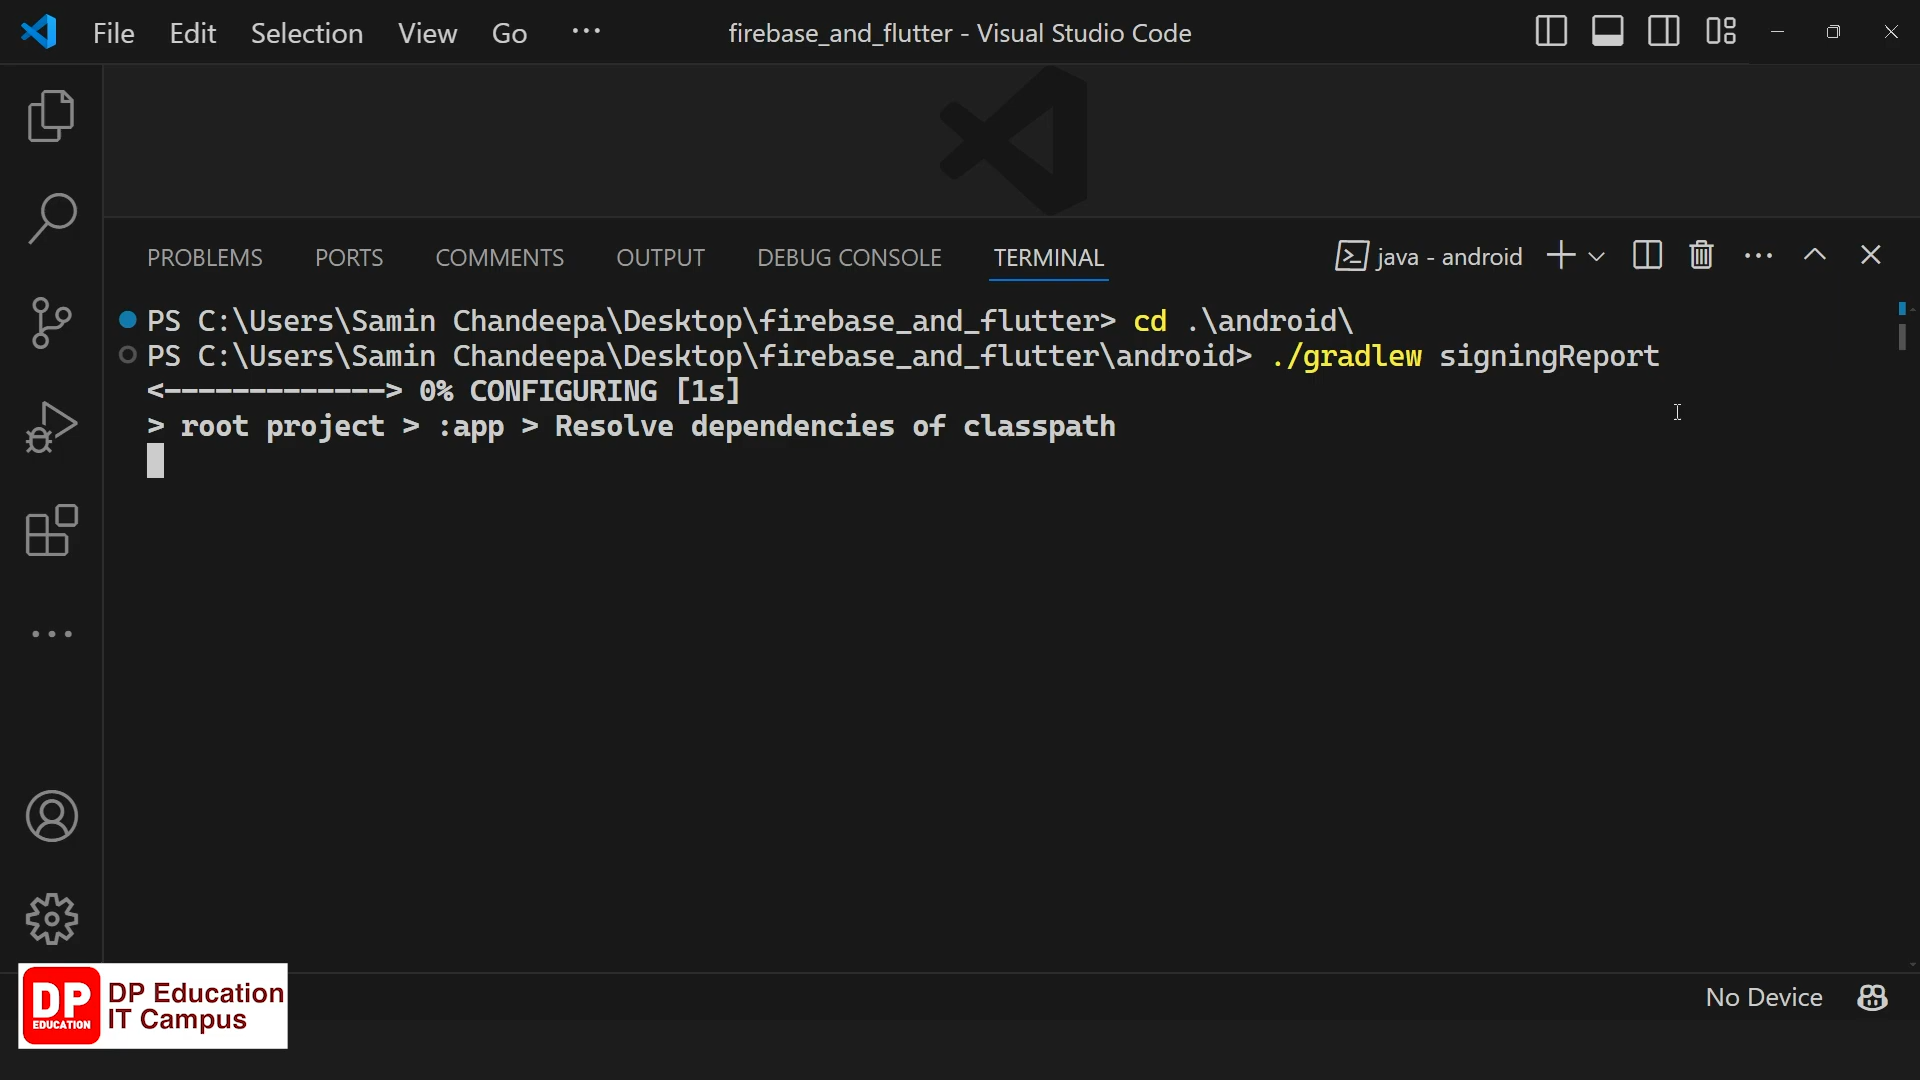 File Edit Selection View Go ···
firebase_and_flutter - Visual Studio Code
PROBLEMS PORTS COMMENTS OUTPUT DEBUG CONSOLE TERMINAL
java - android
PS C:\Users\Samin Chandeepa\Desktop\firebase_and_flutter> cd .\android\
PS C:\Users\Samin Chandeepa\Desktop\firebase_and_flutter\android> ./gradlew signingReport
<-------------> 0% CONFIGURING [1s]
> root project > :app > Resolve dependencies of classpath
No Device
DP
EDUCATION
DP Education
IT Campus